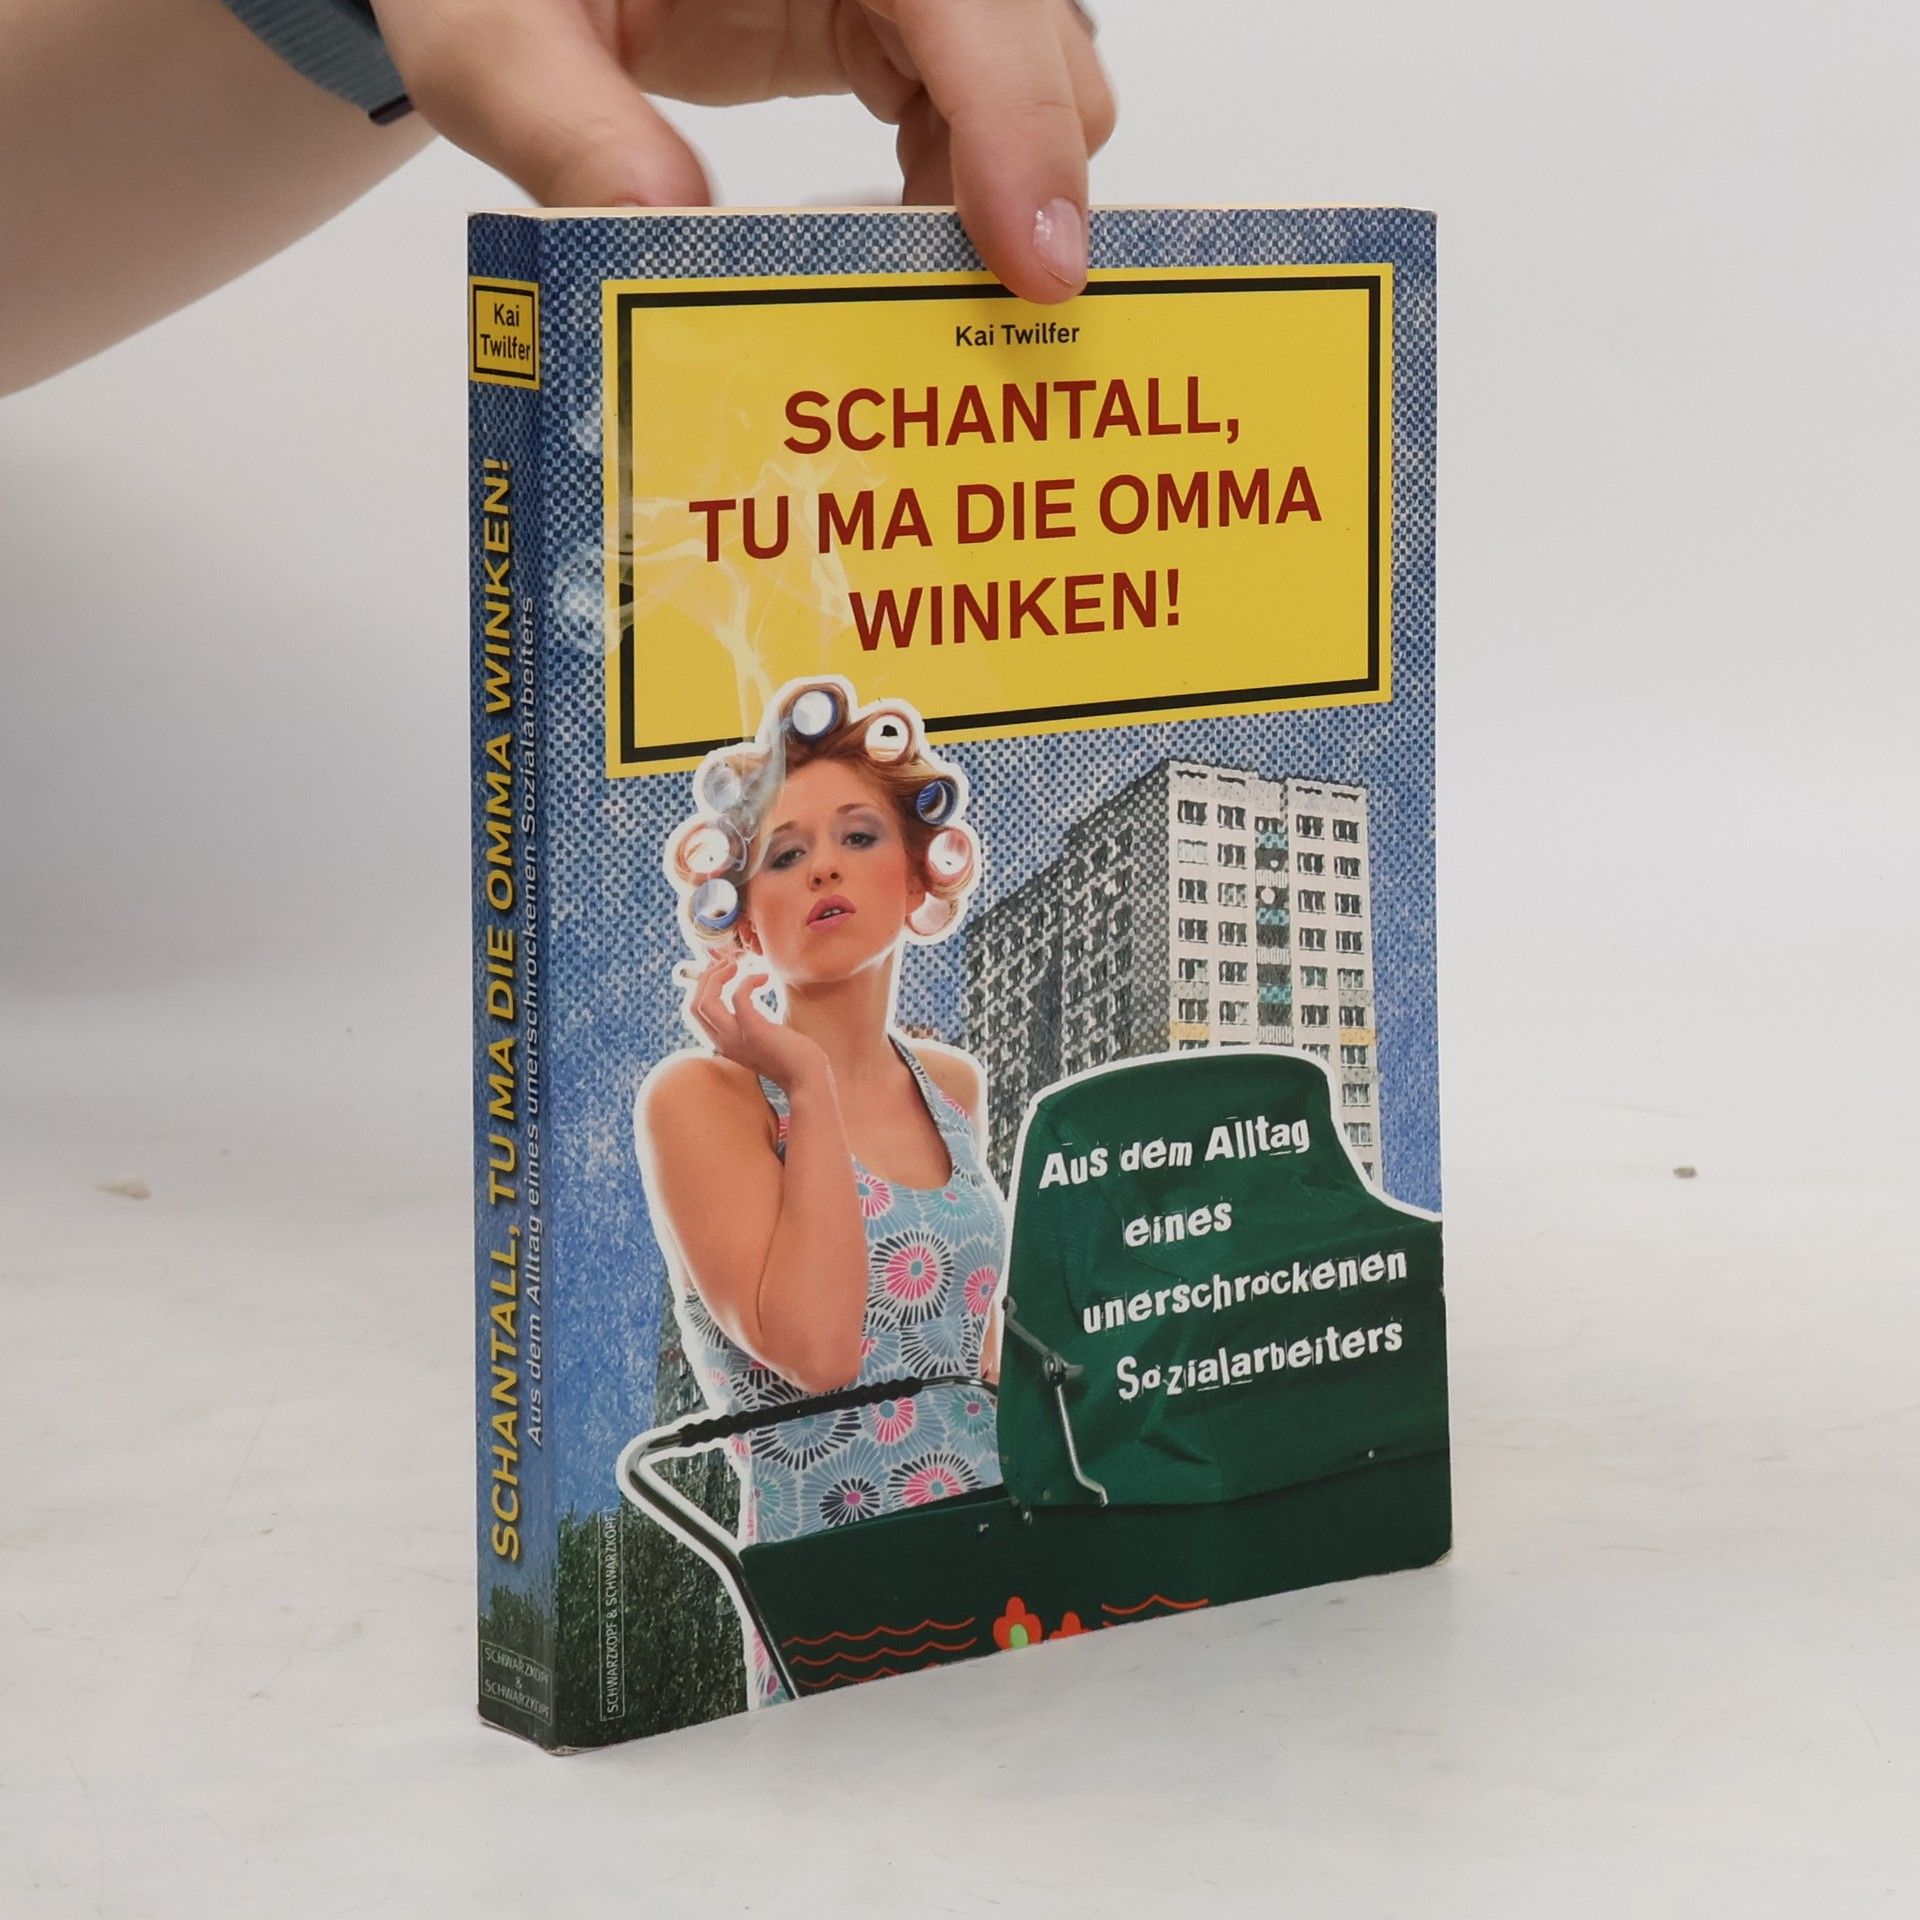 Kai
Twilfer
SCHANTALL, TU MA DIE OMMA WINKEN!
Aus dem Alltag eines unerschrockenen Sozialarbeiters
SCHWARZKOPF
&
SCHWARZKOPF
Kai Twilfer
SCHANTALL,
TU MA DIE OMMA
WINKEN!
Aus dem Alltag
eines
unerschrockenen
Sozialarbeiters
SCHWARZKOPF & SCHWARZKOPF